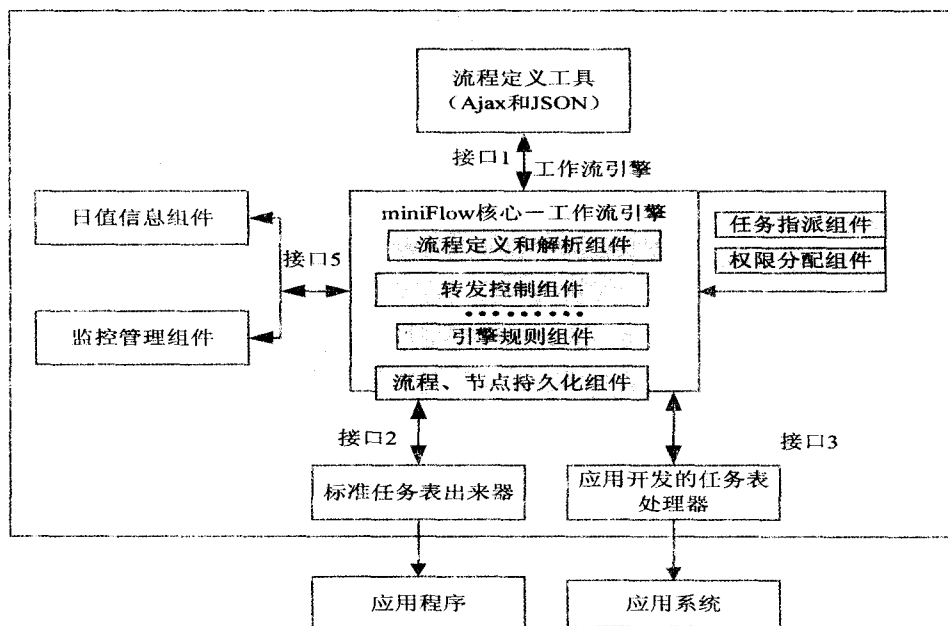 流程定义工具
（Ajax和JSON）
接口1
工作流引擎
日值信息组件
miniFlow核心－工作流引擎
任务指派组件
流程定义和解析组件
权限分配组件
接口5
转发控制组件
监控管理组件
引擎规则组件
流程、节点持久化组件
接口2
接口3
标准任务表出来器
应用开发的任务表
处理器
应用程序
应用系统